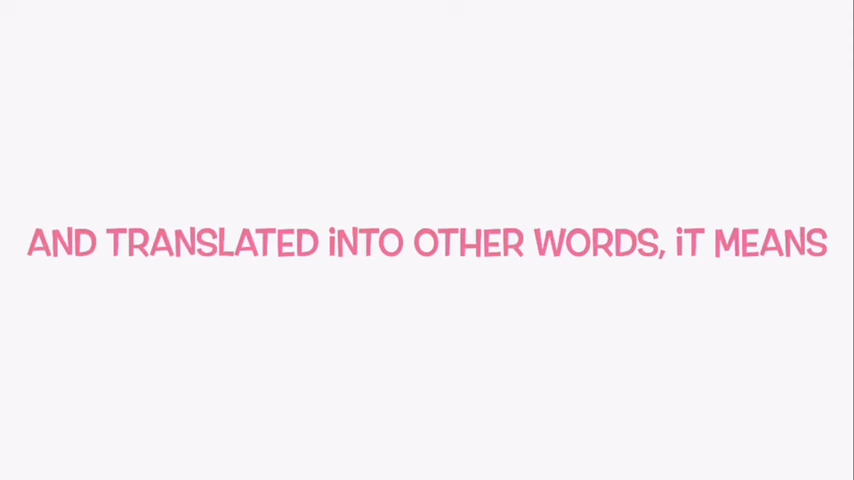 AND TRANSLATED iNTO OTHER WORDS, iT MEANS